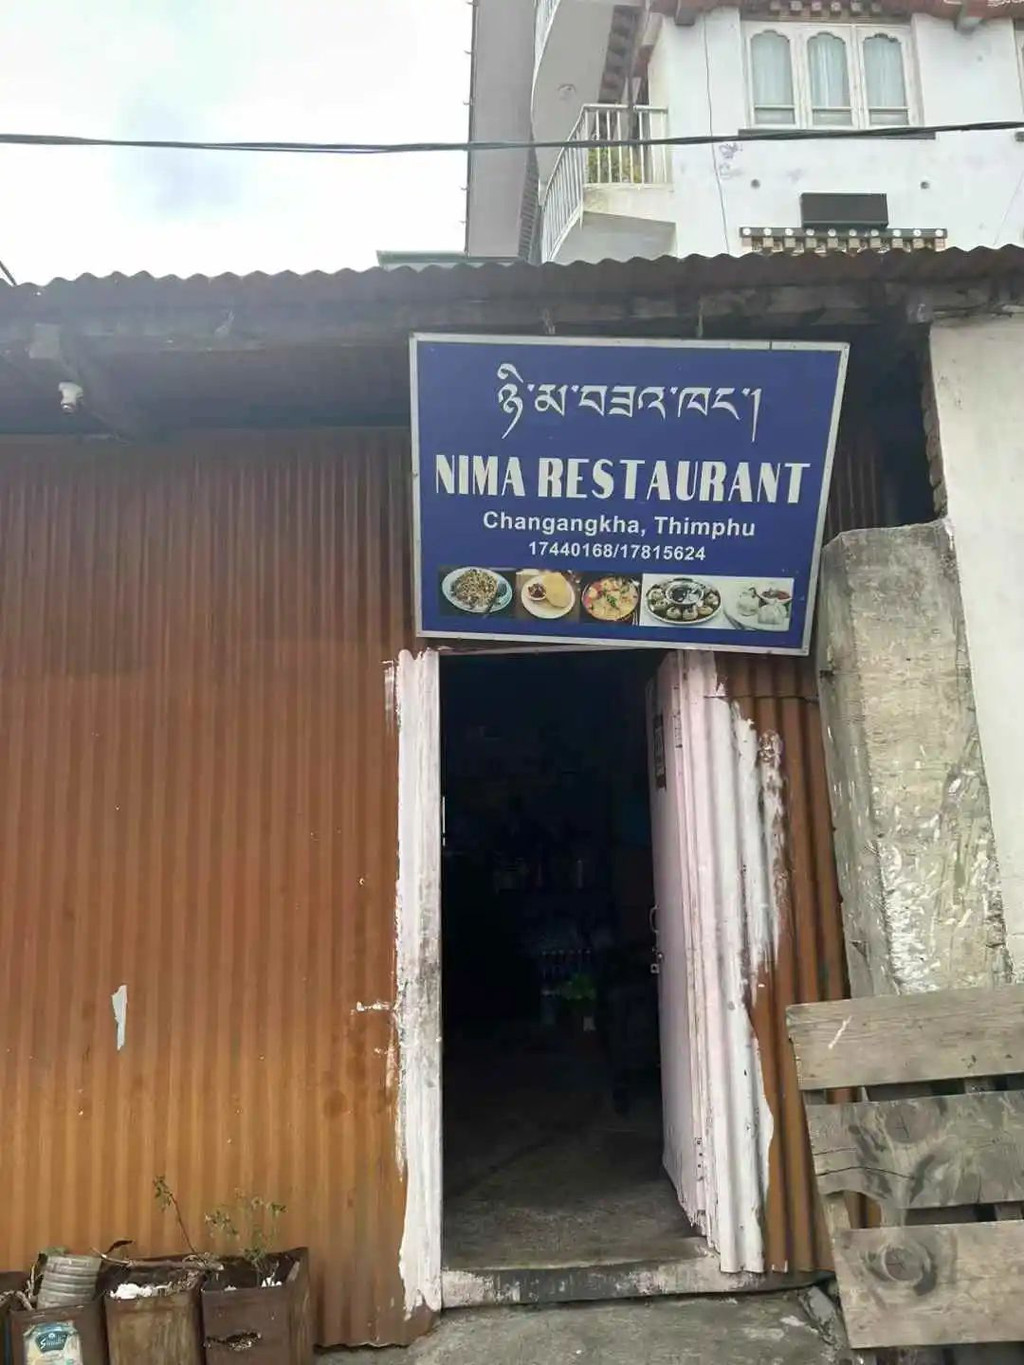 ཉི་མ་བཟའ་ཁང་།
NIMA RESTAURANT
Changangkha, Thimphu
17440168/17815624